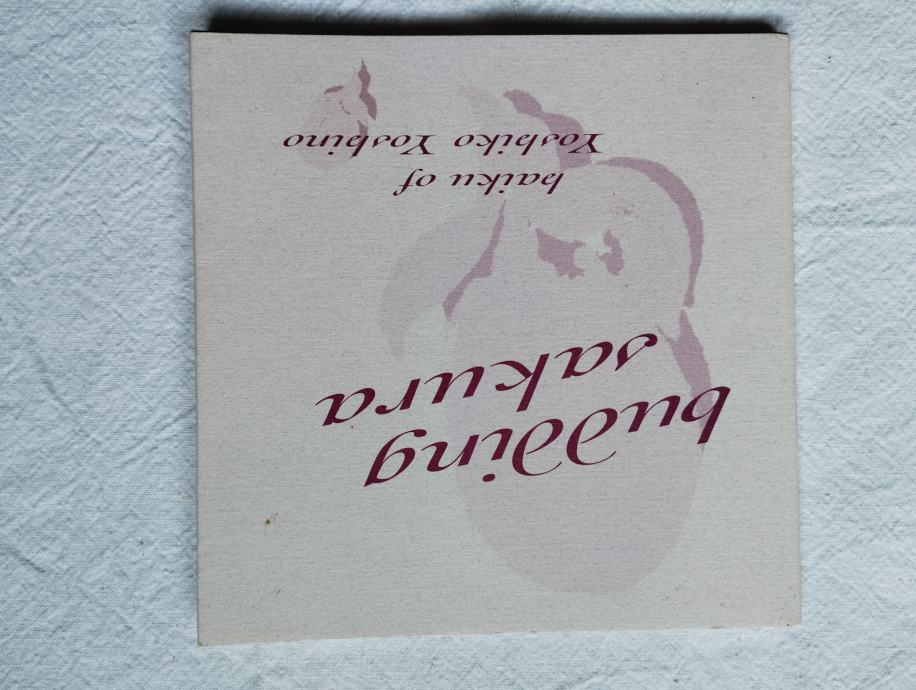 budding
sakura
haiku of
Yoshiko Yoshino